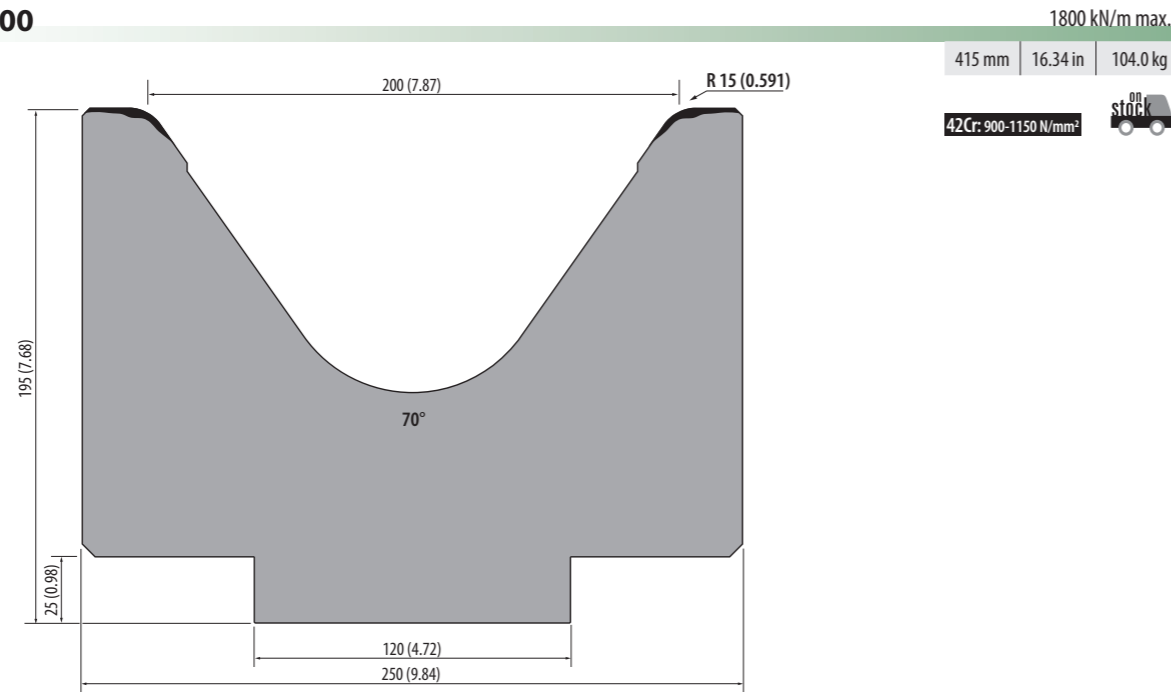 00
1800 kN/m max.
415 mm 16.34 in 104.0 kg
200 (7.87)
R 15 (0.591)
on
stock
42Cr: 900-1150 N/mm²
195 (7.68)
70°
25 (0.98)
120 (4.72)
250 (9.84)